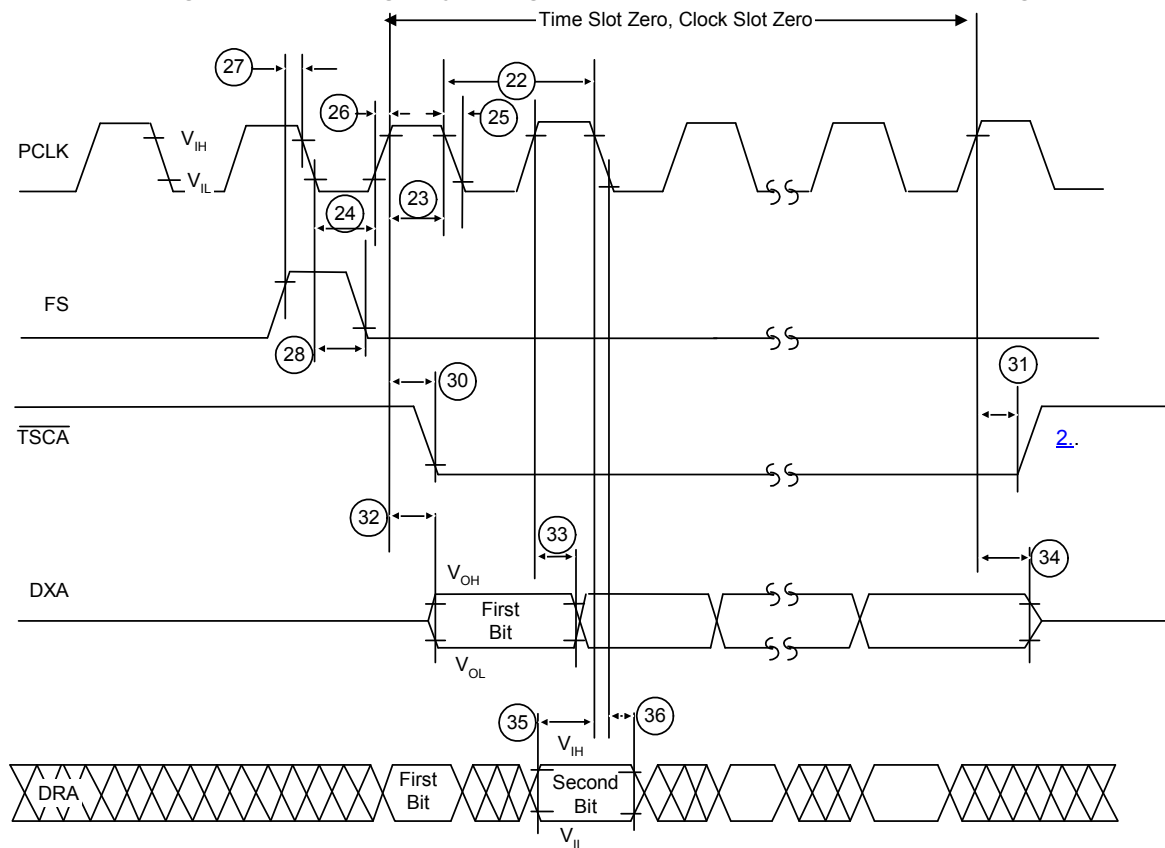 Time Slot Zero, Clock Slot Zero
27
22
26
25
PCLK
V_IH
V_IL
23
24
FS
28
30
31
TSCA
2..
32
33
34
V_OH
DXA
First
Bit
V_OL
35
36
V_IH
DRA
First
Bit
Second
Bit
V_IL